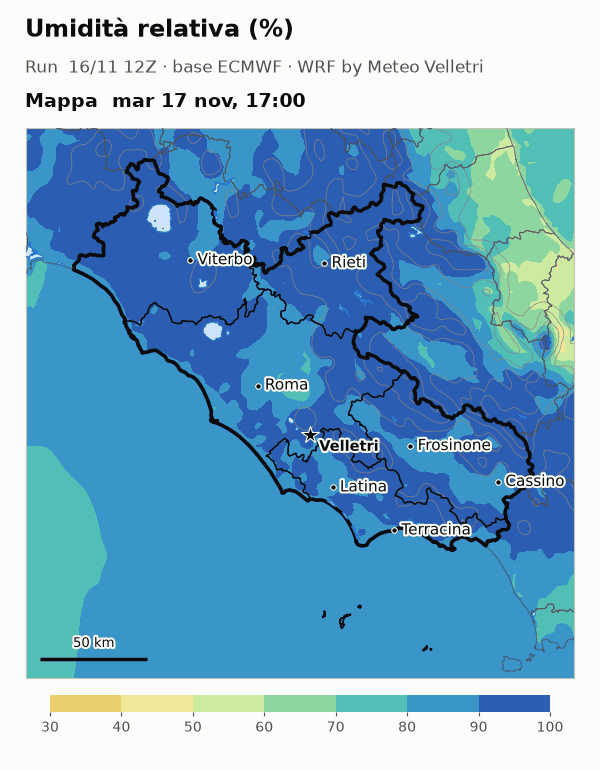 Umidità relativa (%)
Run  16/11 12Z · base ECMWF · WRF by Meteo Velletri
Mappa  mar 17 nov, 17:00
Viterbo
Rieti
Roma
Velletri
Frosinone
Cassino
Latina
Terracina
50 km
30 40 50 60 70 80 90 100